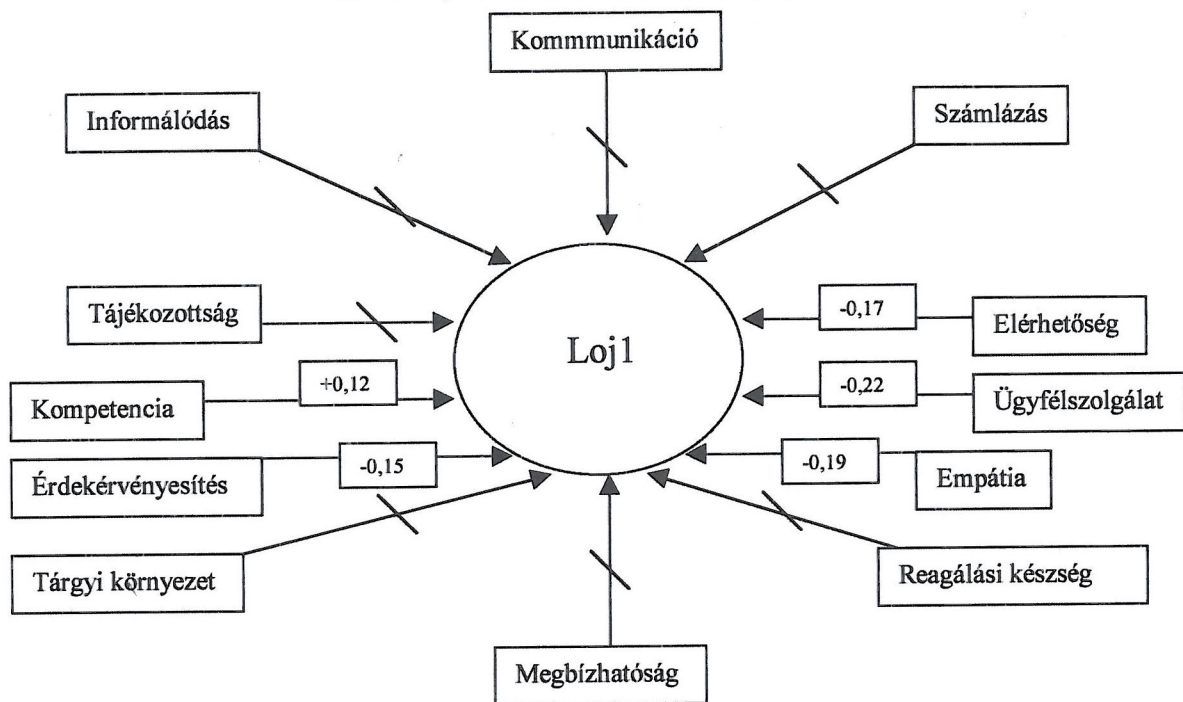 Kommmunikáció
Informálódás
Számlázás
Tájékozottság
-0,17
Elérhetőség
Loj1
+0,12
Kompetencia
-0,22
Ügyfélszolgálat
-0,15
Érdekérvényesítés
-0,19
Empátia
Tárgyi környezet
Reagálási készség
Megbízhatóság